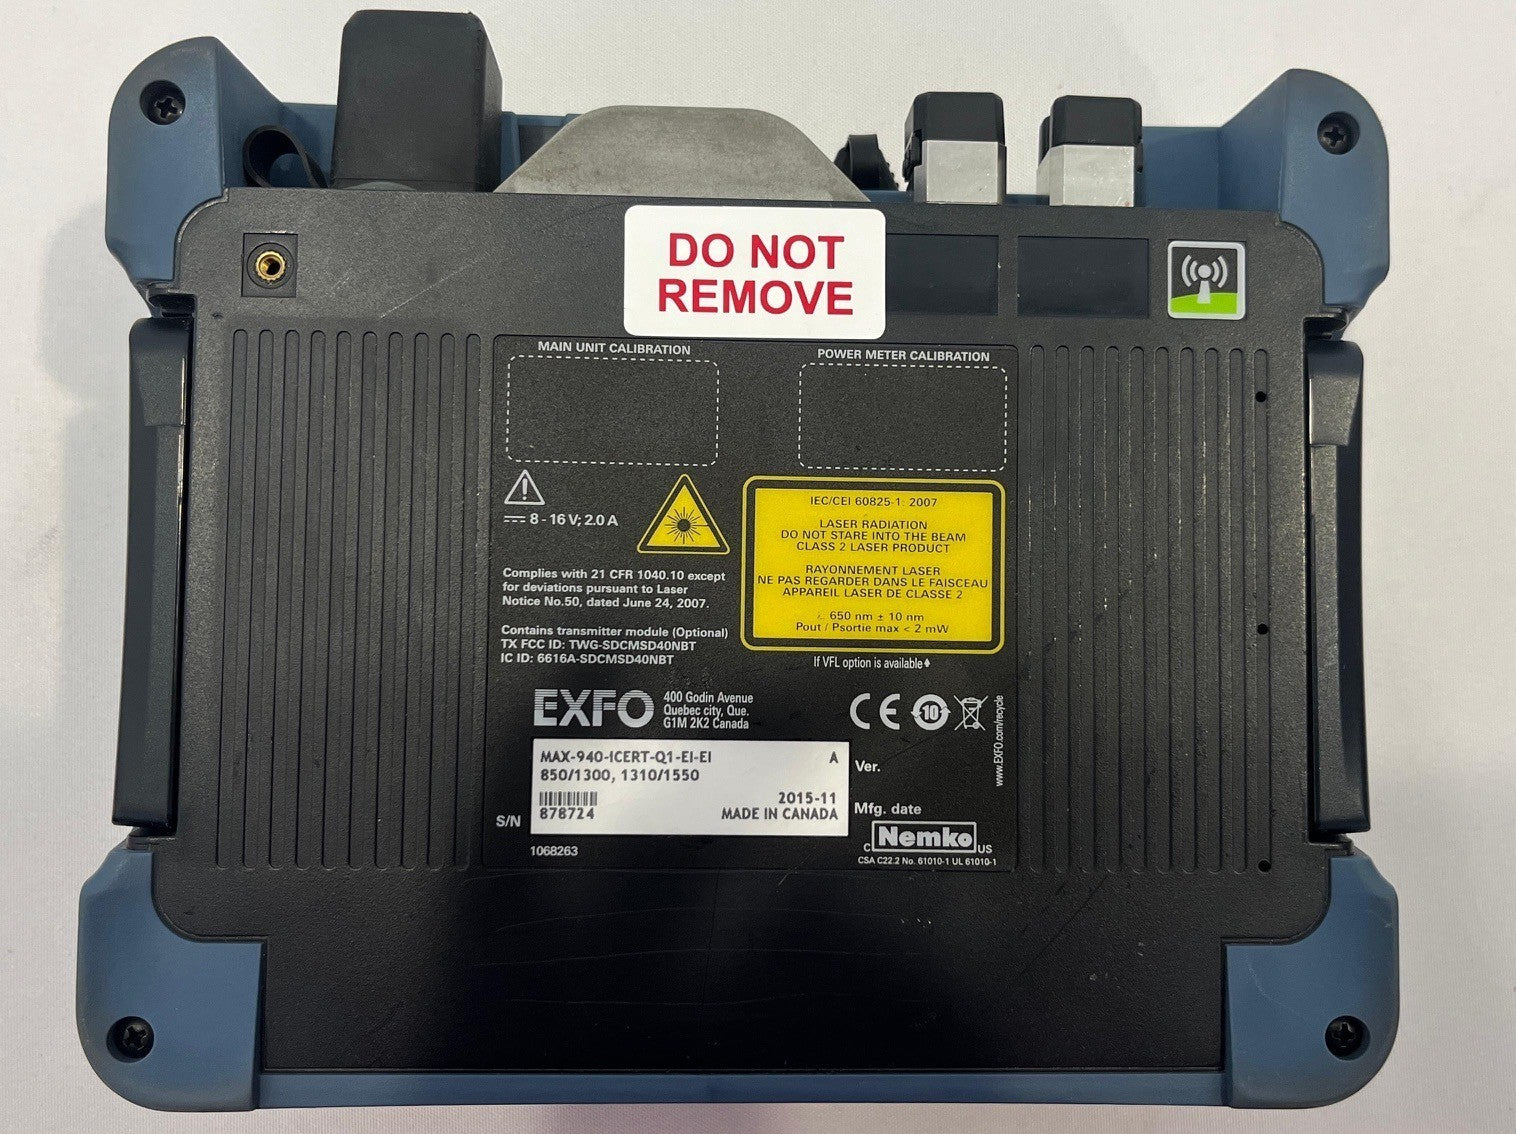 DO NOT
REMOVE
MAIN UNIT CALIBRATION
POWER METER CALIBRATION
8 - 16 V; 2.0 A
Complies with 21 CFR 1040.10 except
for deviations pursuant to Laser
Notice No.50, dated June 24, 2007.
Contains transmitter module (Optional)
TX FCC ID: TWG-SDCMSD40NBT
IC ID: 6616A-SDCMSD40NBT
IEC/CEI 60825-1: 2007
LASER RADIATION
DO NOT STARE INTO THE BEAM
CLASS 2 LASER PRODUCT
RAYONNEMENT LASER
NE PAS REGARDER DANS LE FAISCEAU
APPAREIL LASER DE CLASSE 2
λ: 650 nm ± 10 nm
Pout / Psortie max < 2 mW
If VFL option is available♦
EXFO
400 Godin Avenue
Quebec city, Que.
G1M 2K2 Canada
CE 10
www.EXFO.com/recycle
MAX-940-ICERT-Q1-EI-EI A
850/1300, 1310/1550
Ver.
2015-11
Mfg. date
S/N 878724 MADE IN CANADA
1068263
C Nemko US
CSA C22.2 No. 61010-1 UL 61010-1